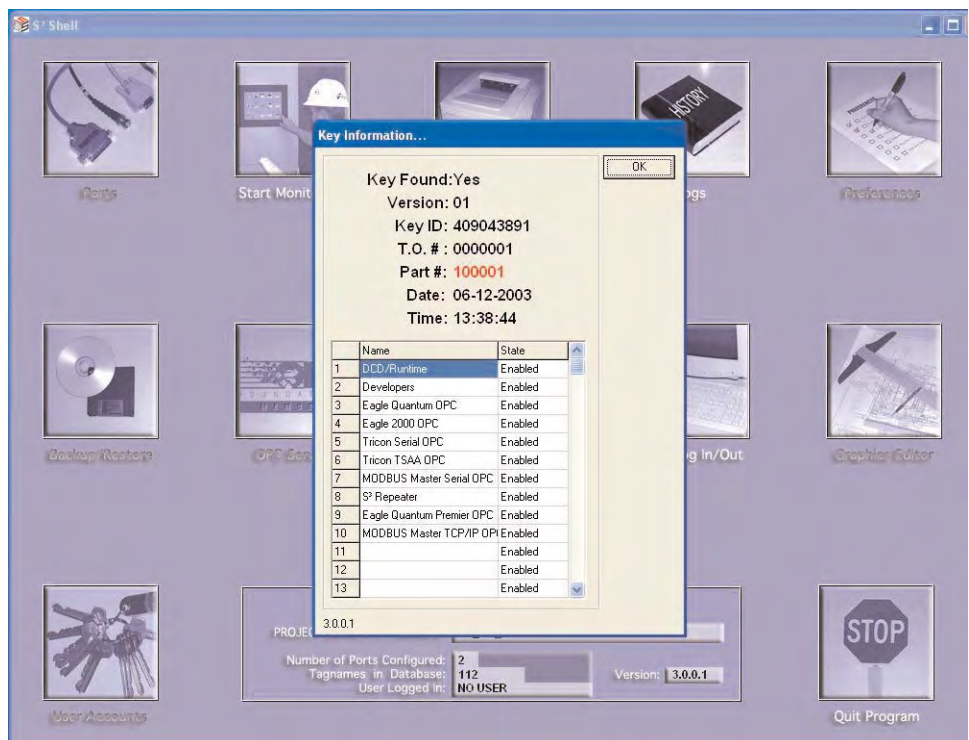 S³ Shell
HISTORY
Ports
Start Monit
ogs
Preferences
Key Information...
OK
Key Found:Yes
Version: 01
Key ID: 409043891
T.O. # : 0000001
Part #: 100001
Date: 06-12-2003
Time: 13:38:44
Name State
1 DCD/Runtime Enabled
2 Developers Enabled
3 Eagle Quantum OPC Enabled
4 Eagle 2000 OPC Enabled
5 Tricon Serial OPC Enabled
6 Tricon TSAA OPC Enabled
7 MODBUS Master Serial OPC Enabled
8 S³ Repeater Enabled
9 Eagle Quantum Premier OPC Enabled
10 MODBUS Master TCP/IP OP Enabled
11 Enabled
12 Enabled
13 Enabled
3.0.0.1
Backup/Restore
OPC Ser
g In/Out
Graphics Editor
PROJE
Number of Ports Configured: 2
Tagnames in Database: 112
User Logged In: NO USER
Version: 3.0.0.1
STOP
User Accounts
Quit Program